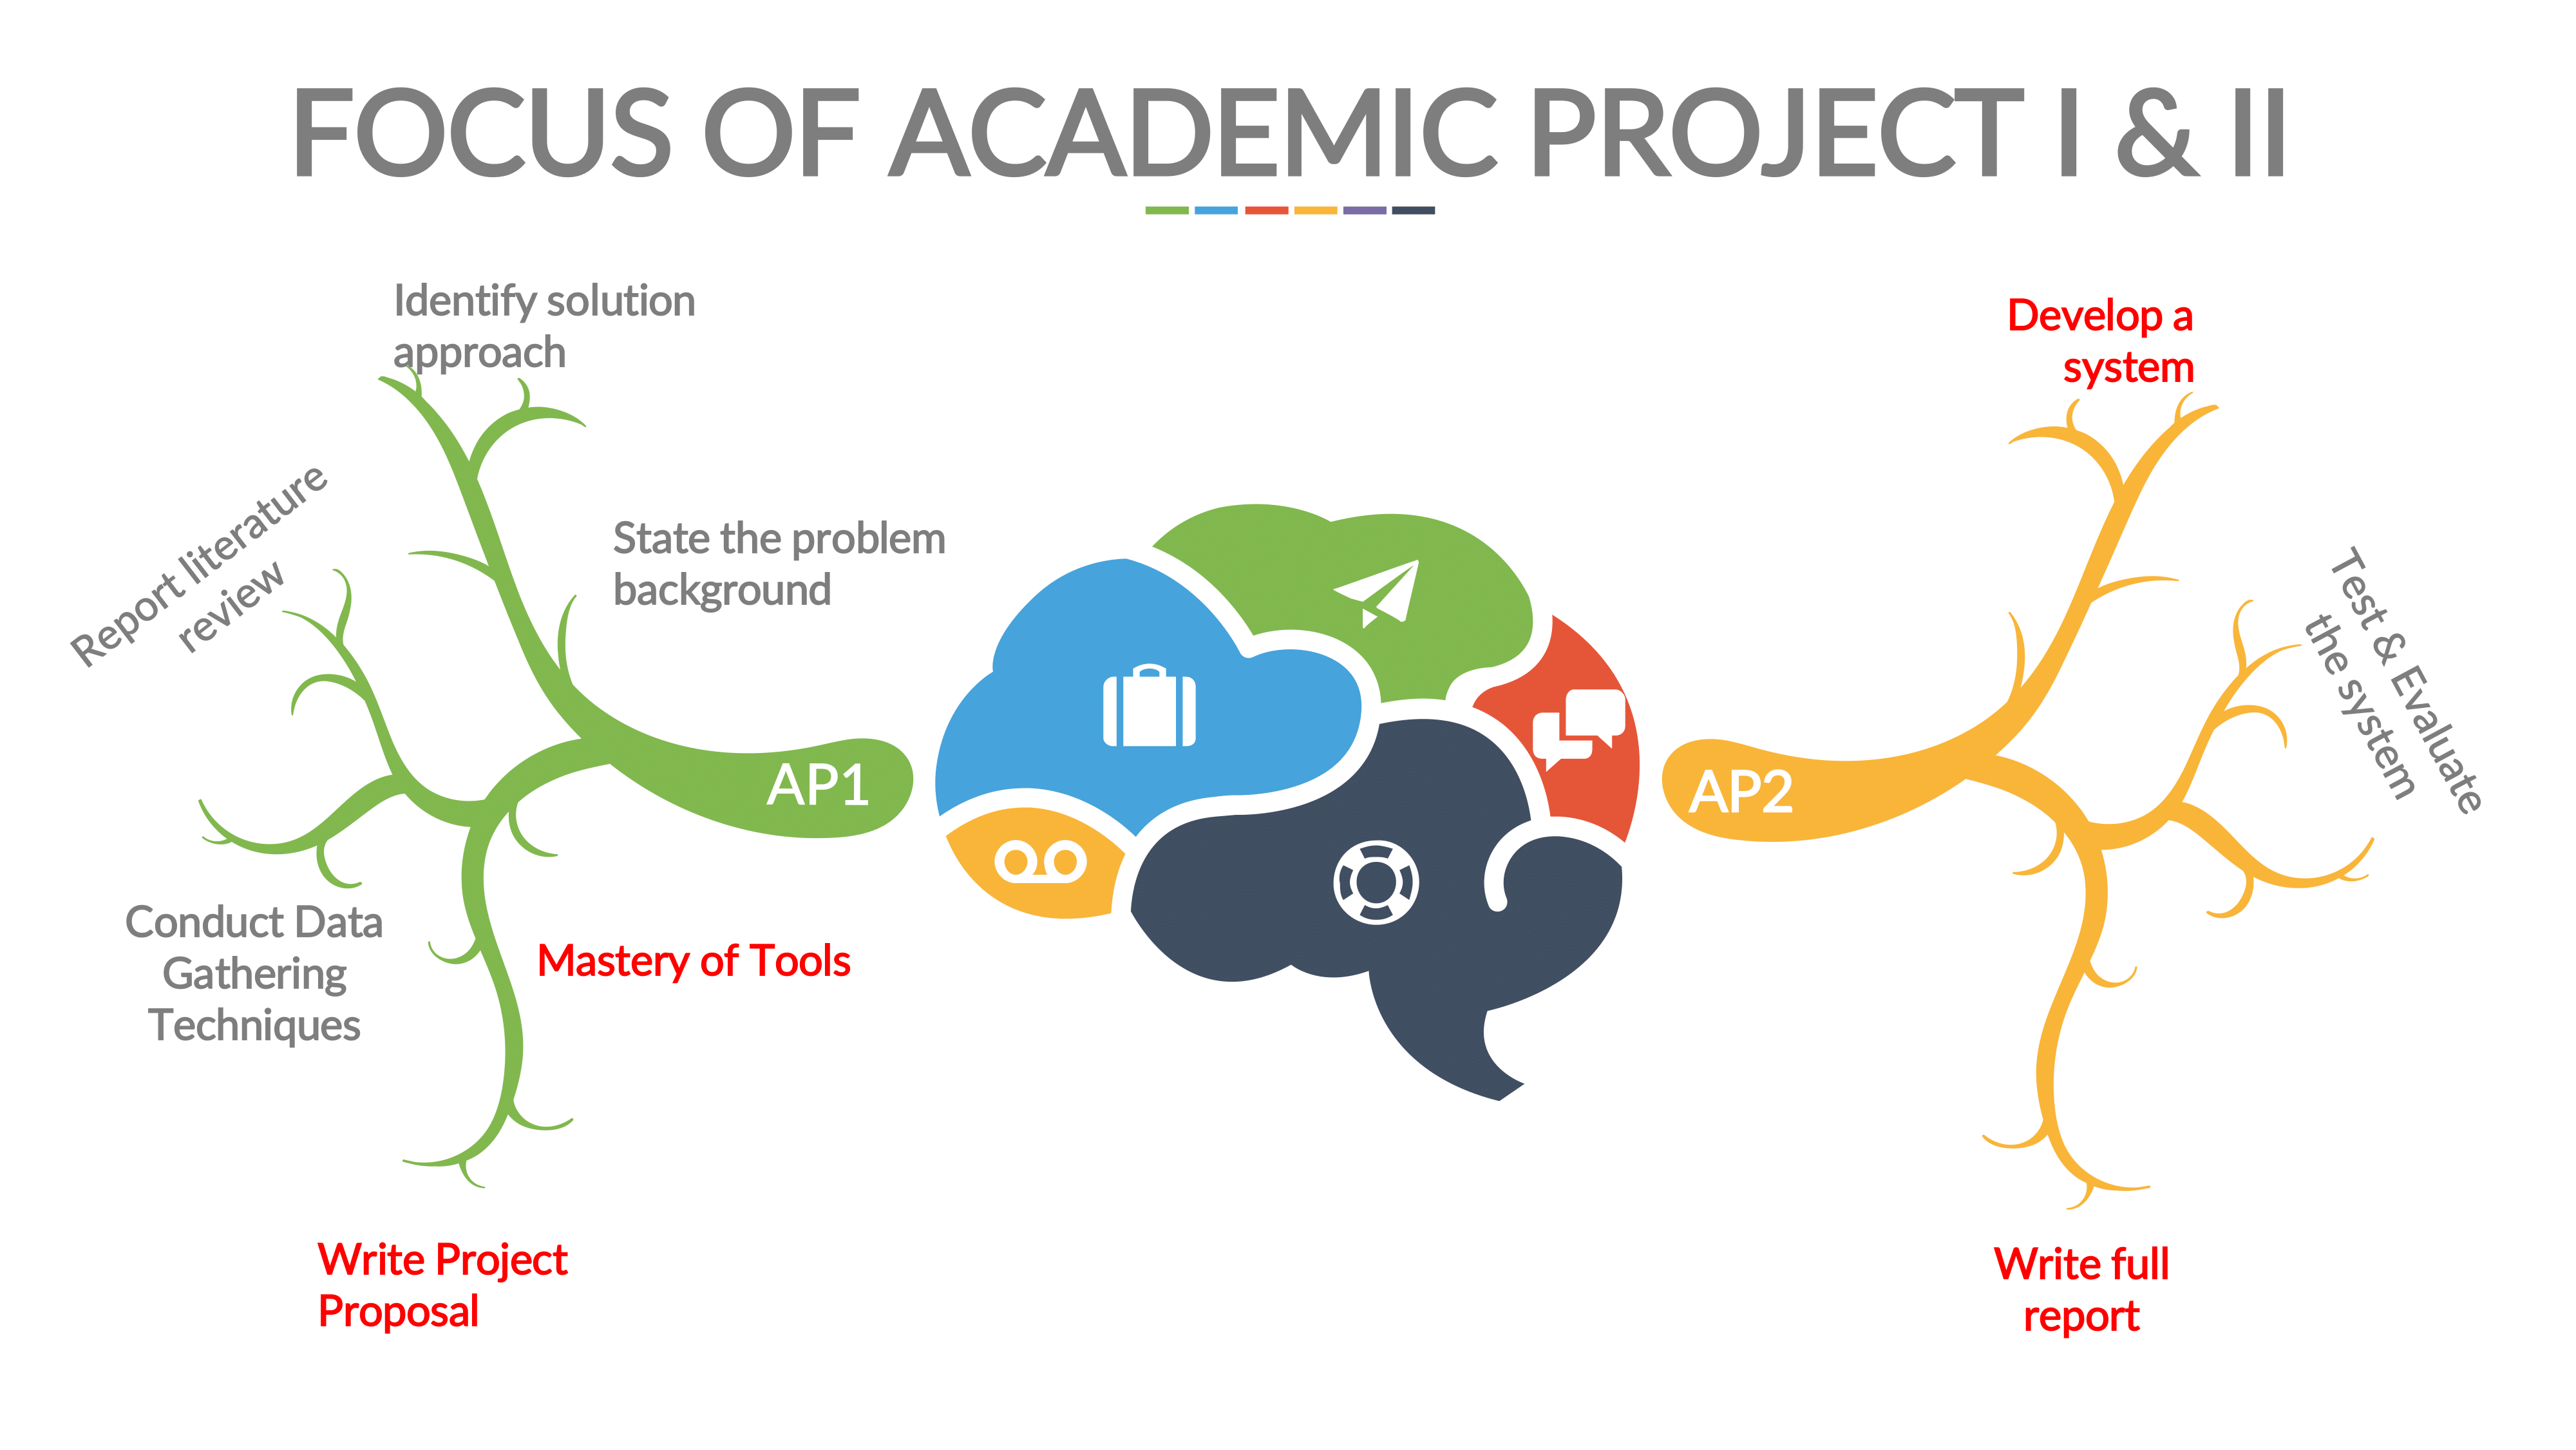 FOCUS OF ACADEMIC PROJECT I & II
Identify solution
approach
State the problem
background
Report literature
review
AP1
Conduct Data
Gathering
Techniques
Mastery of Tools
Write Project
Proposal
Develop a
system
Test & Evaluate
the system
AP2
Write full
report